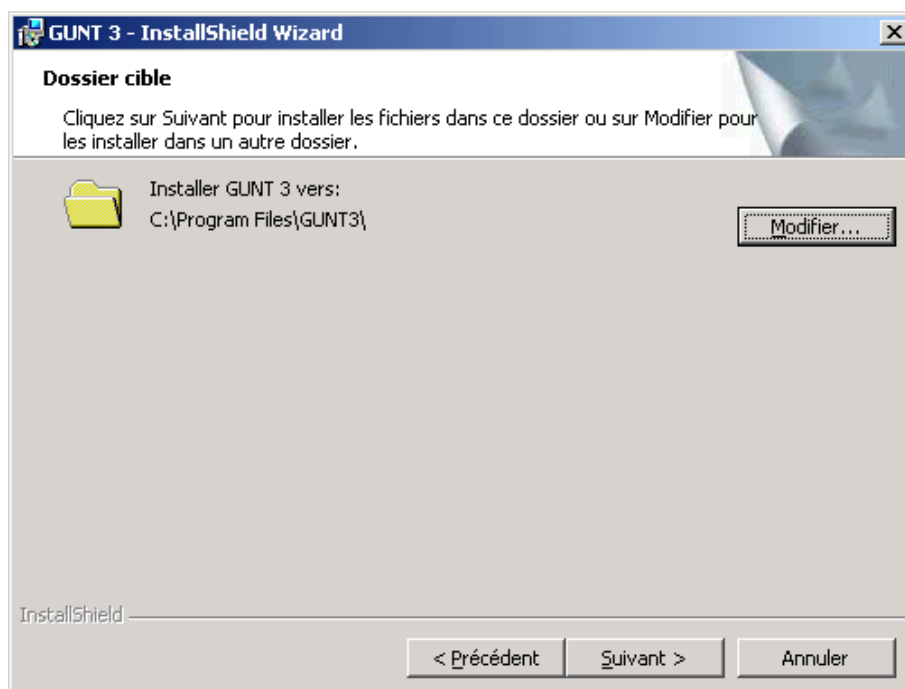 GUNT 3 - InstallShield Wizard
Dossier cible
Cliquez sur Suivant pour installer les fichiers dans ce dossier ou sur Modifier pour
les installer dans un autre dossier.
Installer GUNT 3 vers:
C:\Program Files\GUNT3\
Modifier...
InstallShield
< Précédent
Suivant >
Annuler